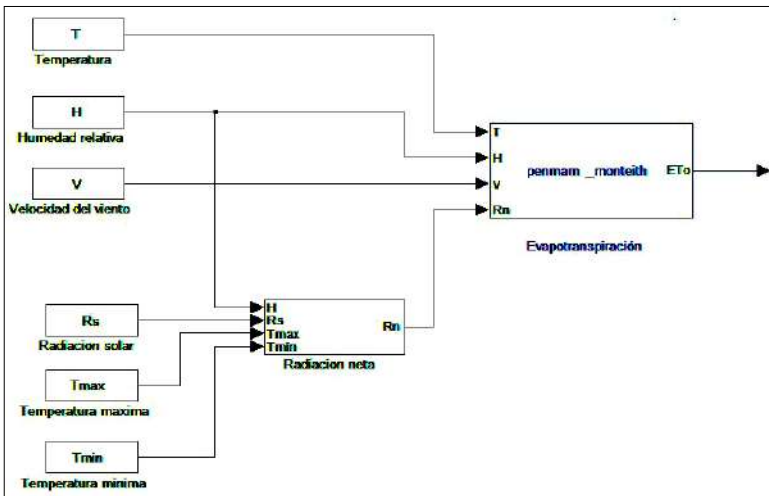 T
Temperatura
H
Humedad relativa
V
Velocidad del viento
T
H
V
Rn
penmam _monteith
ETo
Evapotranspiración
Rs
Radiacion solar
Tmax
Temperatura maxima
Tmin
Temperatura minima
H
Rs
Tmax
Tmin
Rn
Radiacion neta